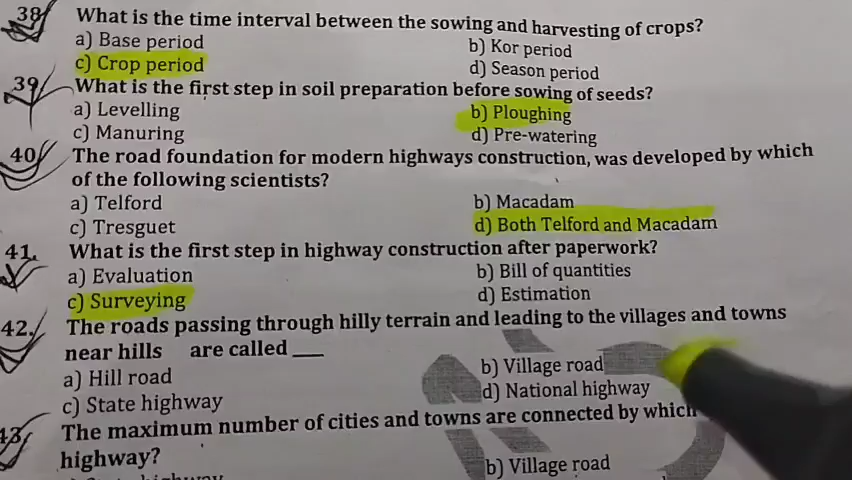 38. What is the time interval between the sowing and harvesting of crops?
a) Base period b) Kor period
c) Crop period d) Season period
39. What is the first step in soil preparation before sowing of seeds?
a) Levelling b) Ploughing
c) Manuring d) Pre-watering
40. The road foundation for modern highways construction, was developed by which
of the following scientists?
a) Telford b) Macadam
c) Tresguet d) Both Telford and Macadam
41. What is the first step in highway construction after paperwork?
a) Evaluation b) Bill of quantities
c) Surveying d) Estimation
42. The roads passing through hilly terrain and leading to the villages and towns
near hills are called ___
a) Hill road b) Village road
c) State highway d) National highway
43. The maximum number of cities and towns are connected by which
highway?
b) Village road